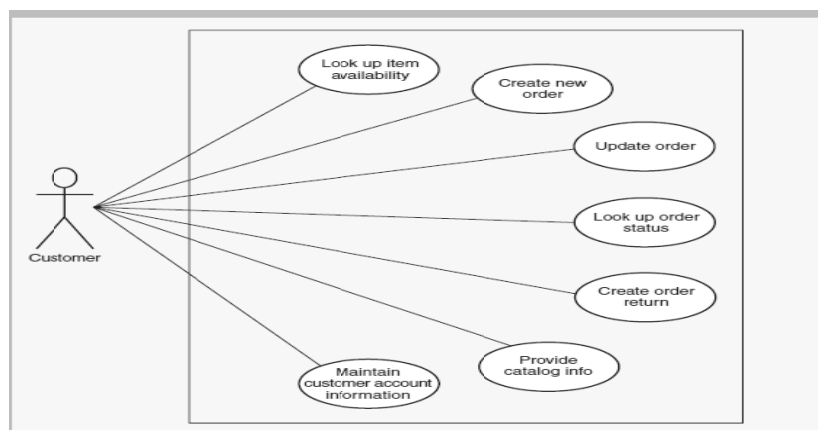 Look up item
availability
Create new
order
Update order
Look up order
status
Create order
return
Provide
catalog info
Maintain
customer account
information
Customer